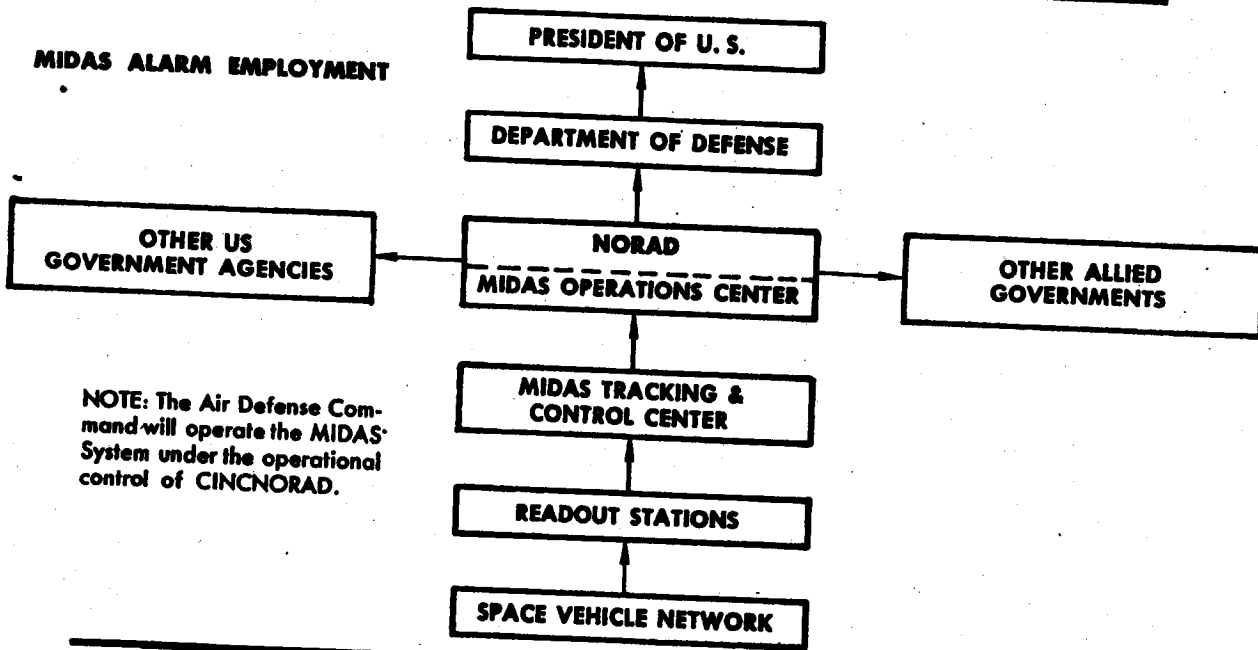 MIDAS ALARM EMPLOYMENT
PRESIDENT OF U. S.
DEPARTMENT OF DEFENSE
OTHER US
GOVERNMENT AGENCIES
NORAD
MIDAS OPERATIONS CENTER
OTHER ALLIED
GOVERNMENTS
MIDAS TRACKING &
CONTROL CENTER
NOTE: The Air Defense Com-
mand will operate the MIDAS
System under the operational
control of CINCNORAD.
READOUT STATIONS
SPACE VEHICLE NETWORK